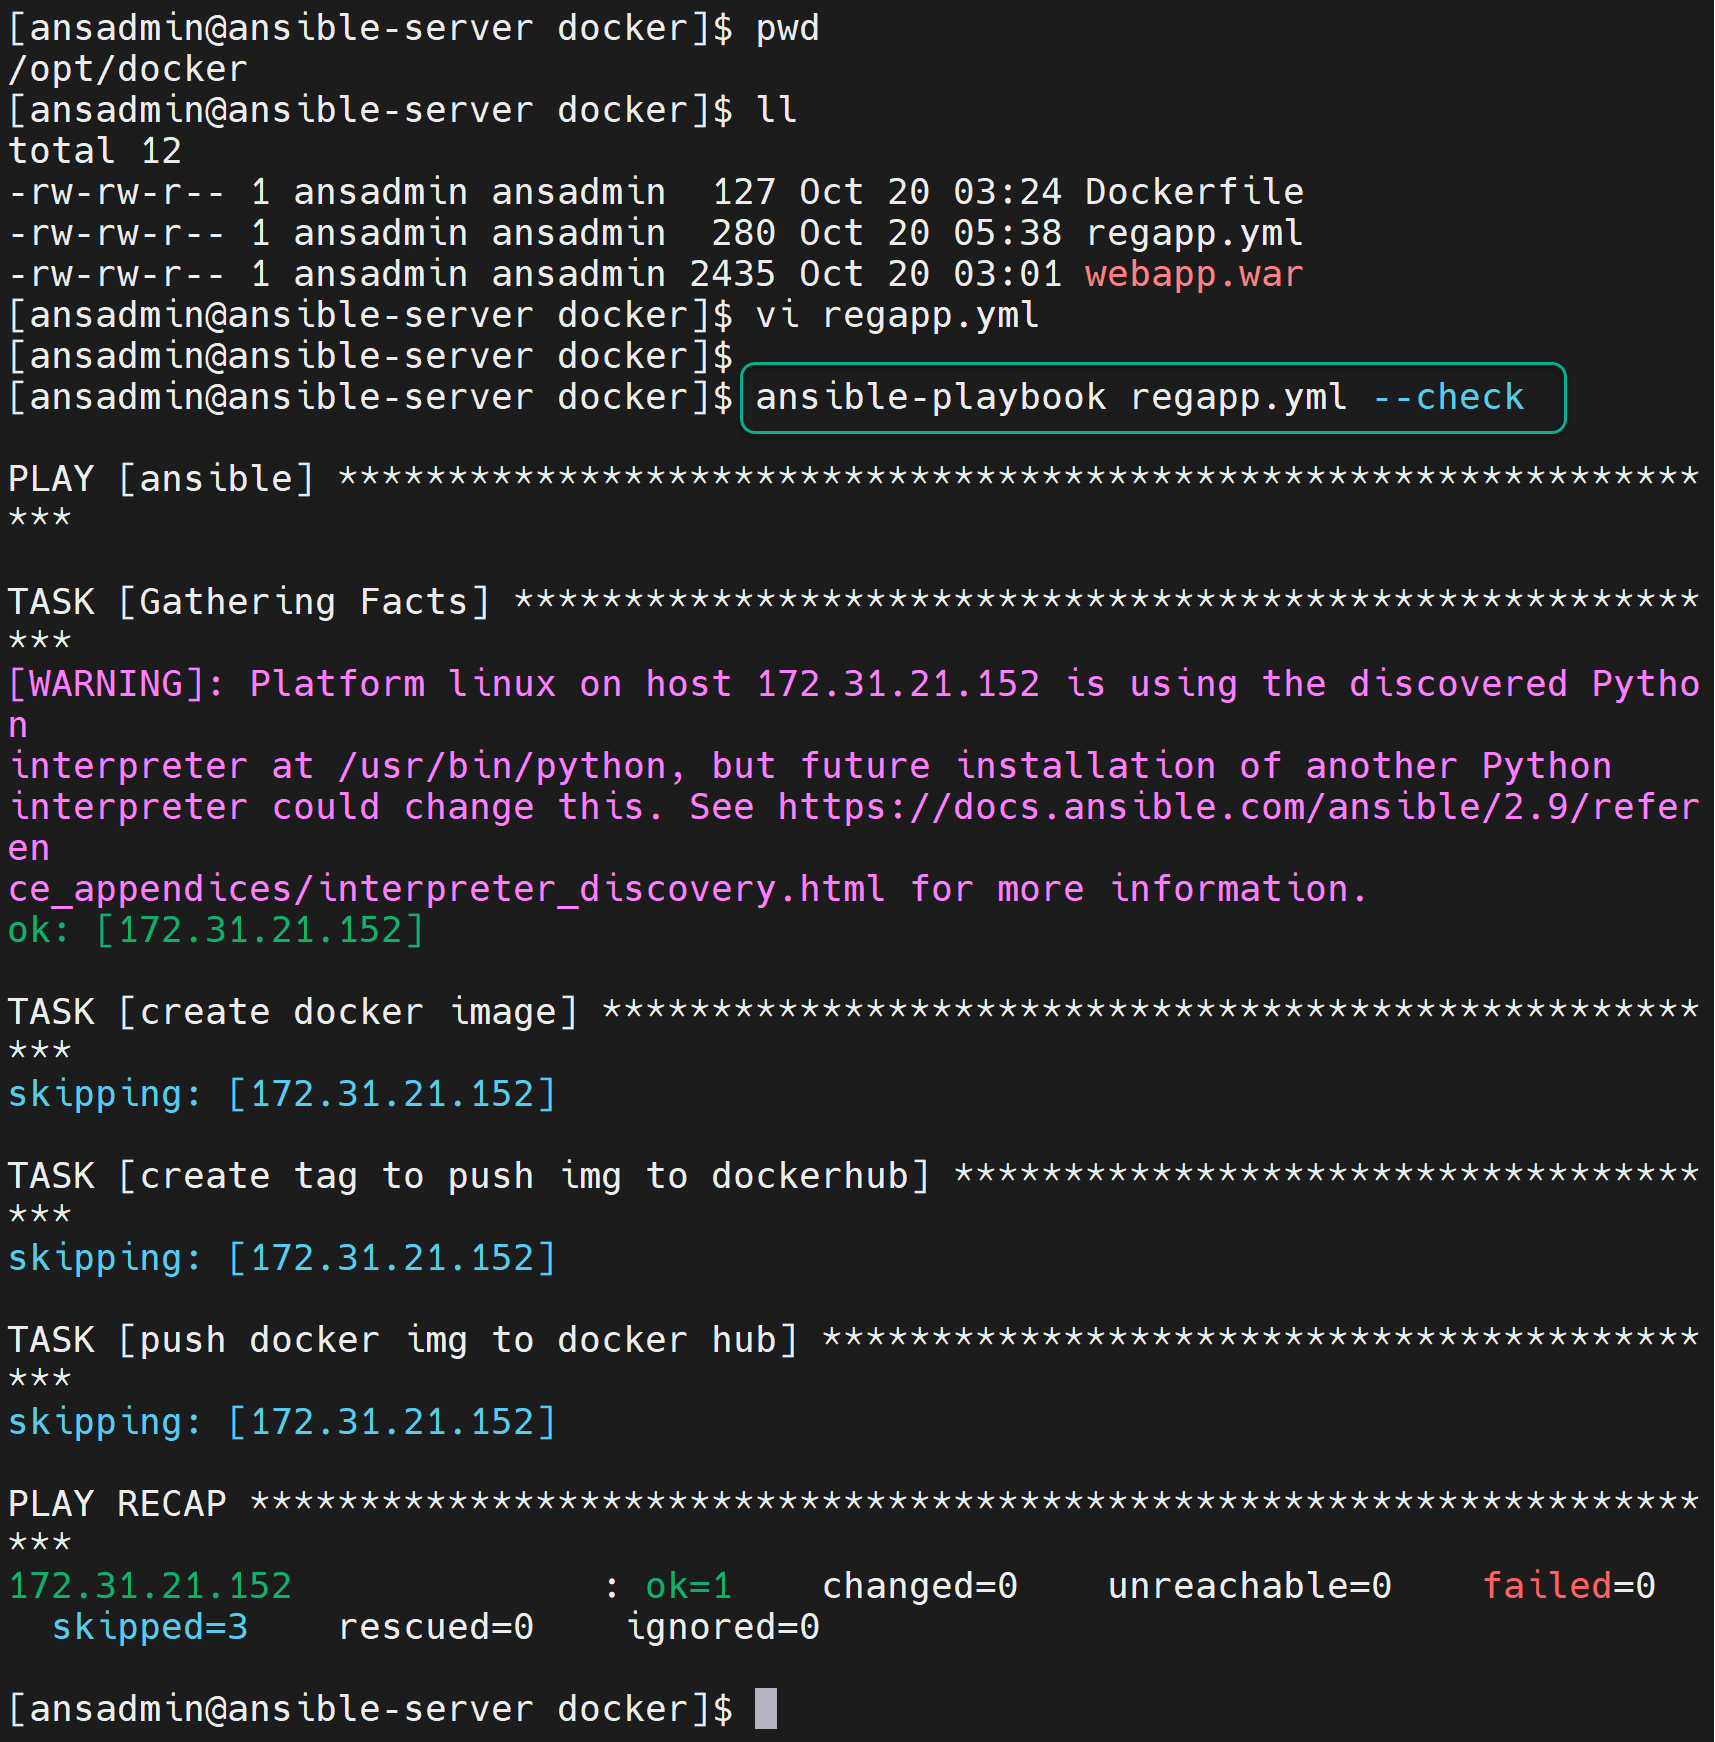 [ansadmin@ansible-server docker]$ pwd
/opt/docker
[ansadmin@ansible-server docker]$ ll
total 12
-rw-rw-r-- 1 ansadmin ansadmin  127 Oct 20 03:24 Dockerfile
-rw-rw-r-- 1 ansadmin ansadmin  280 Oct 20 05:38 regapp.yml
-rw-rw-r-- 1 ansadmin ansadmin 2435 Oct 20 03:01 webapp.war
[ansadmin@ansible-server docker]$ vi regapp.yml
[ansadmin@ansible-server docker]$
[ansadmin@ansible-server docker]$ ansible-playbook regapp.yml --check
PLAY [ansible] **************************************************************
***
TASK [Gathering Facts] ******************************************************
***
[WARNING]: Platform linux on host 172.31.21.152 is using the discovered Pytho
n
interpreter at /usr/bin/python, but future installation of another Python
interpreter could change this. See https://docs.ansible.com/ansible/2.9/refer
en
ce_appendices/interpreter_discovery.html for more information.
ok: [172.31.21.152]
TASK [create docker image] **************************************************
***
skipping: [172.31.21.152]
TASK [create tag to push img to dockerhub] **********************************
***
skipping: [172.31.21.152]
TASK [push docker img to docker hub] ****************************************
***
skipping: [172.31.21.152]
PLAY RECAP ******************************************************************
***
172.31.21.152              : ok=1    changed=0    unreachable=0    failed=0
  skipped=3    rescued=0    ignored=0
[ansadmin@ansible-server docker]$